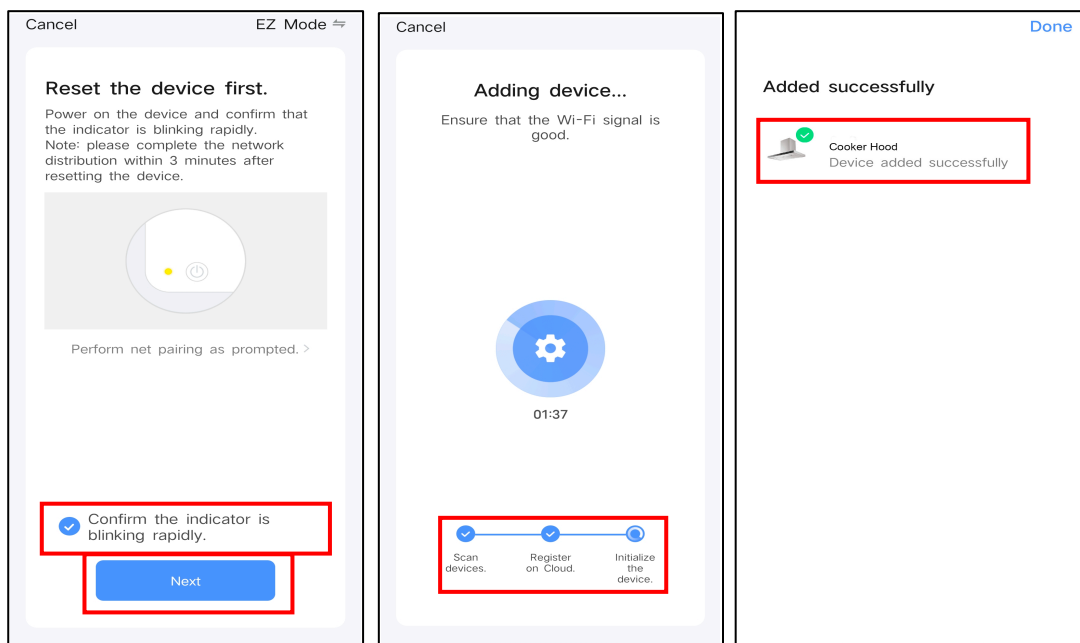 Cancel
EZ Mode ⇋
Reset the device first.
Power on the device and confirm that
the indicator is blinking rapidly.
Note: please complete the network
distribution within 3 minutes after
resetting the device.
Perform net pairing as prompted. >
Confirm the indicator is
blinking rapidly.
Next
Cancel
Adding device...
Ensure that the Wi-Fi signal is
good.
01:37
Scan
devices.
Register
on Cloud.
Initialize
the
device.
Done
Added successfully
Cooker Hood
Device added successfully